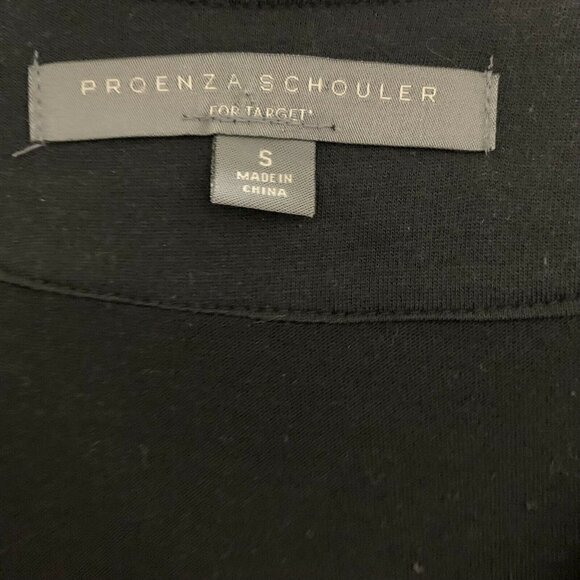 PROENZA SCHOULER
FOR TARGET*
S
MADE IN
CHINA